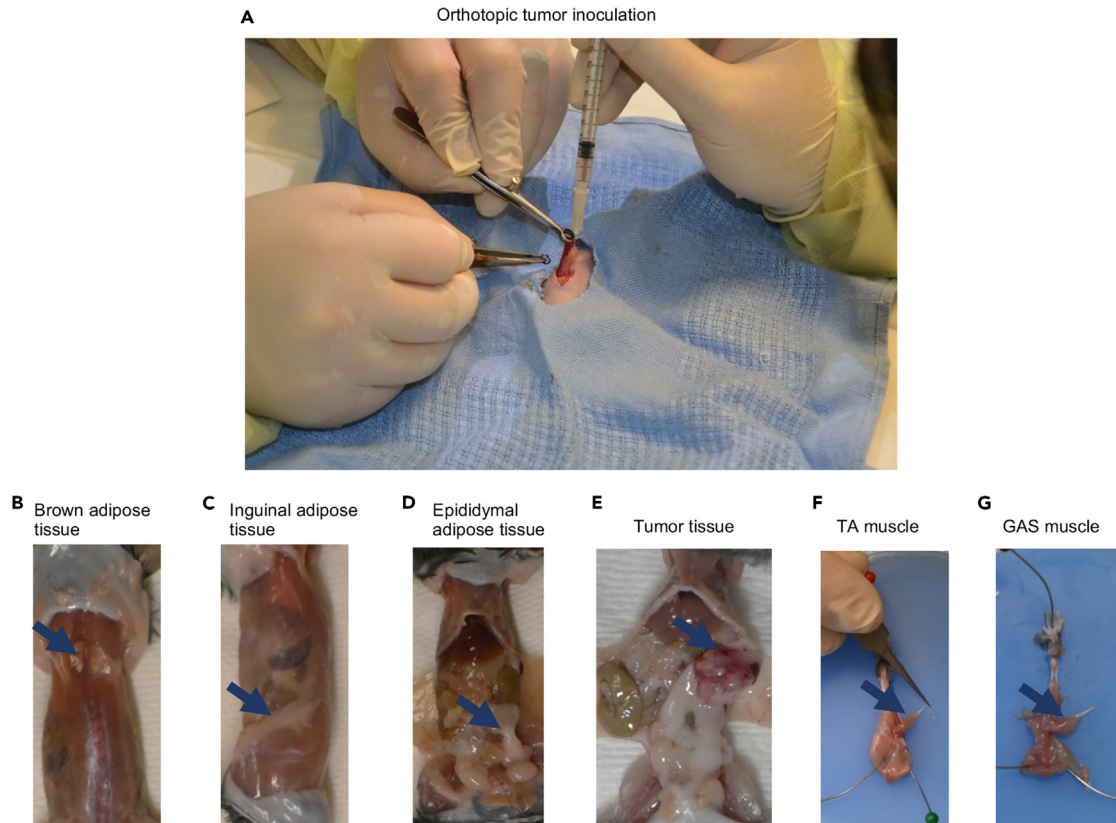 A Orthotopic tumor inoculation
B Brown adipose
tissue
C Inguinal adipose
tissue
D Epididymal
adipose tissue
E Tumor tissue
F TA muscle
G GAS muscle